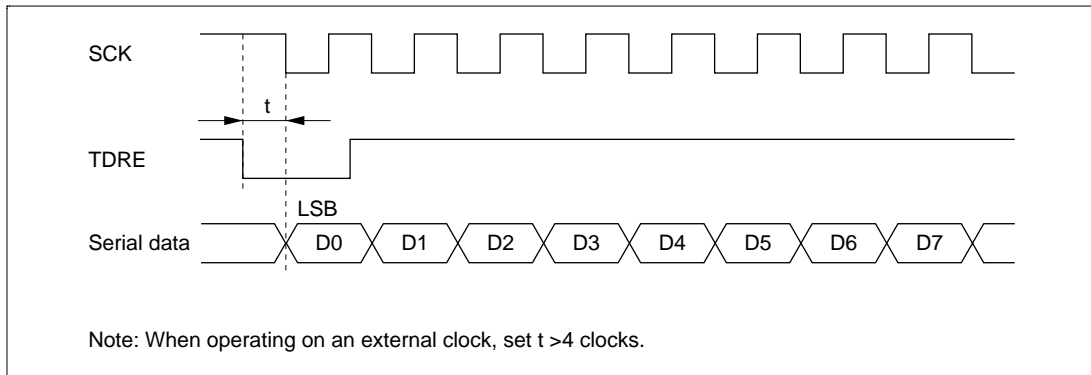 SCK
t
TDRE
LSB
Serial data D0 D1 D2 D3 D4 D5 D6 D7
Note: When operating on an external clock, set t >4 clocks.